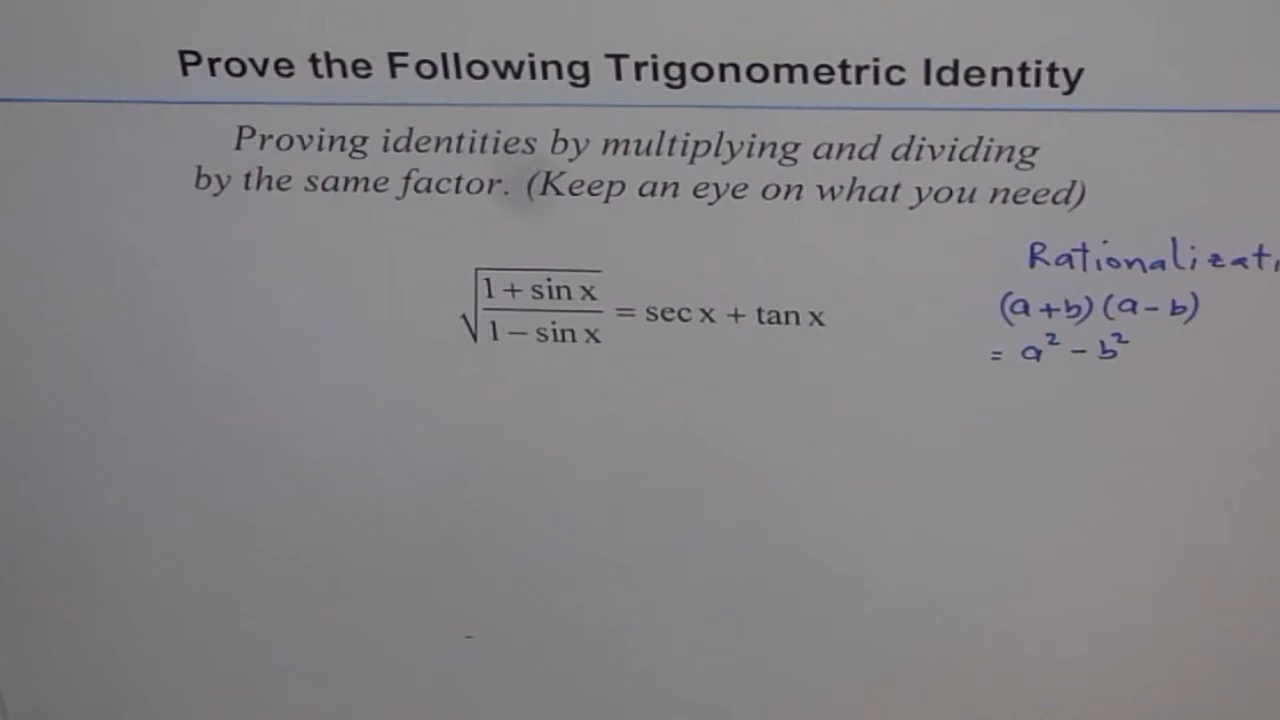 Prove the Following Trigonometric Identity
Proving identities by multiplying and dividing
by the same factor. (Keep an eye on what you need)
√((1 + sin x)/(1 − sin x)) = sec x + tan x
Rationalizati
(a+b)(a-b)
= a² - b²